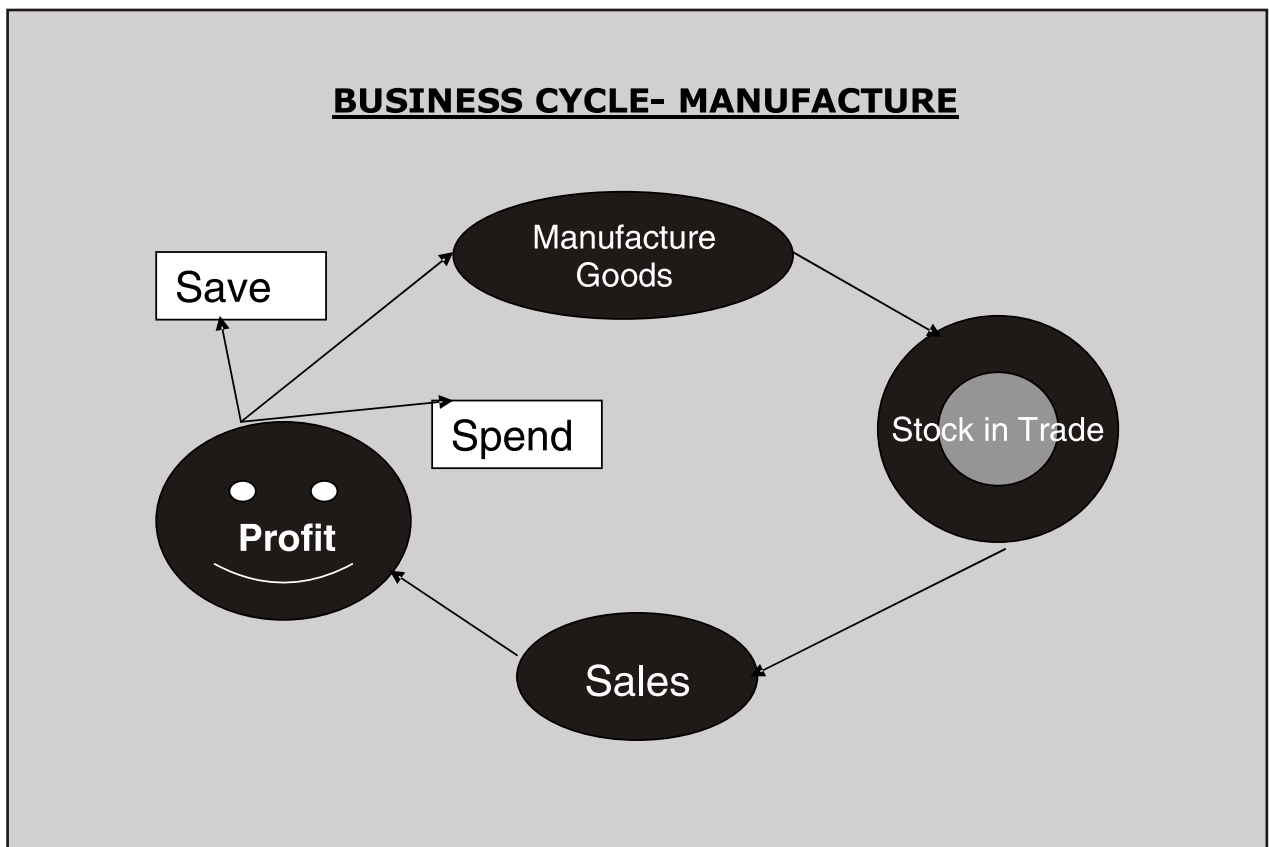 BUSINESS CYCLE- MANUFACTURE
Manufacture
Goods
Save
Spend
Stock in Trade
Profit
Sales